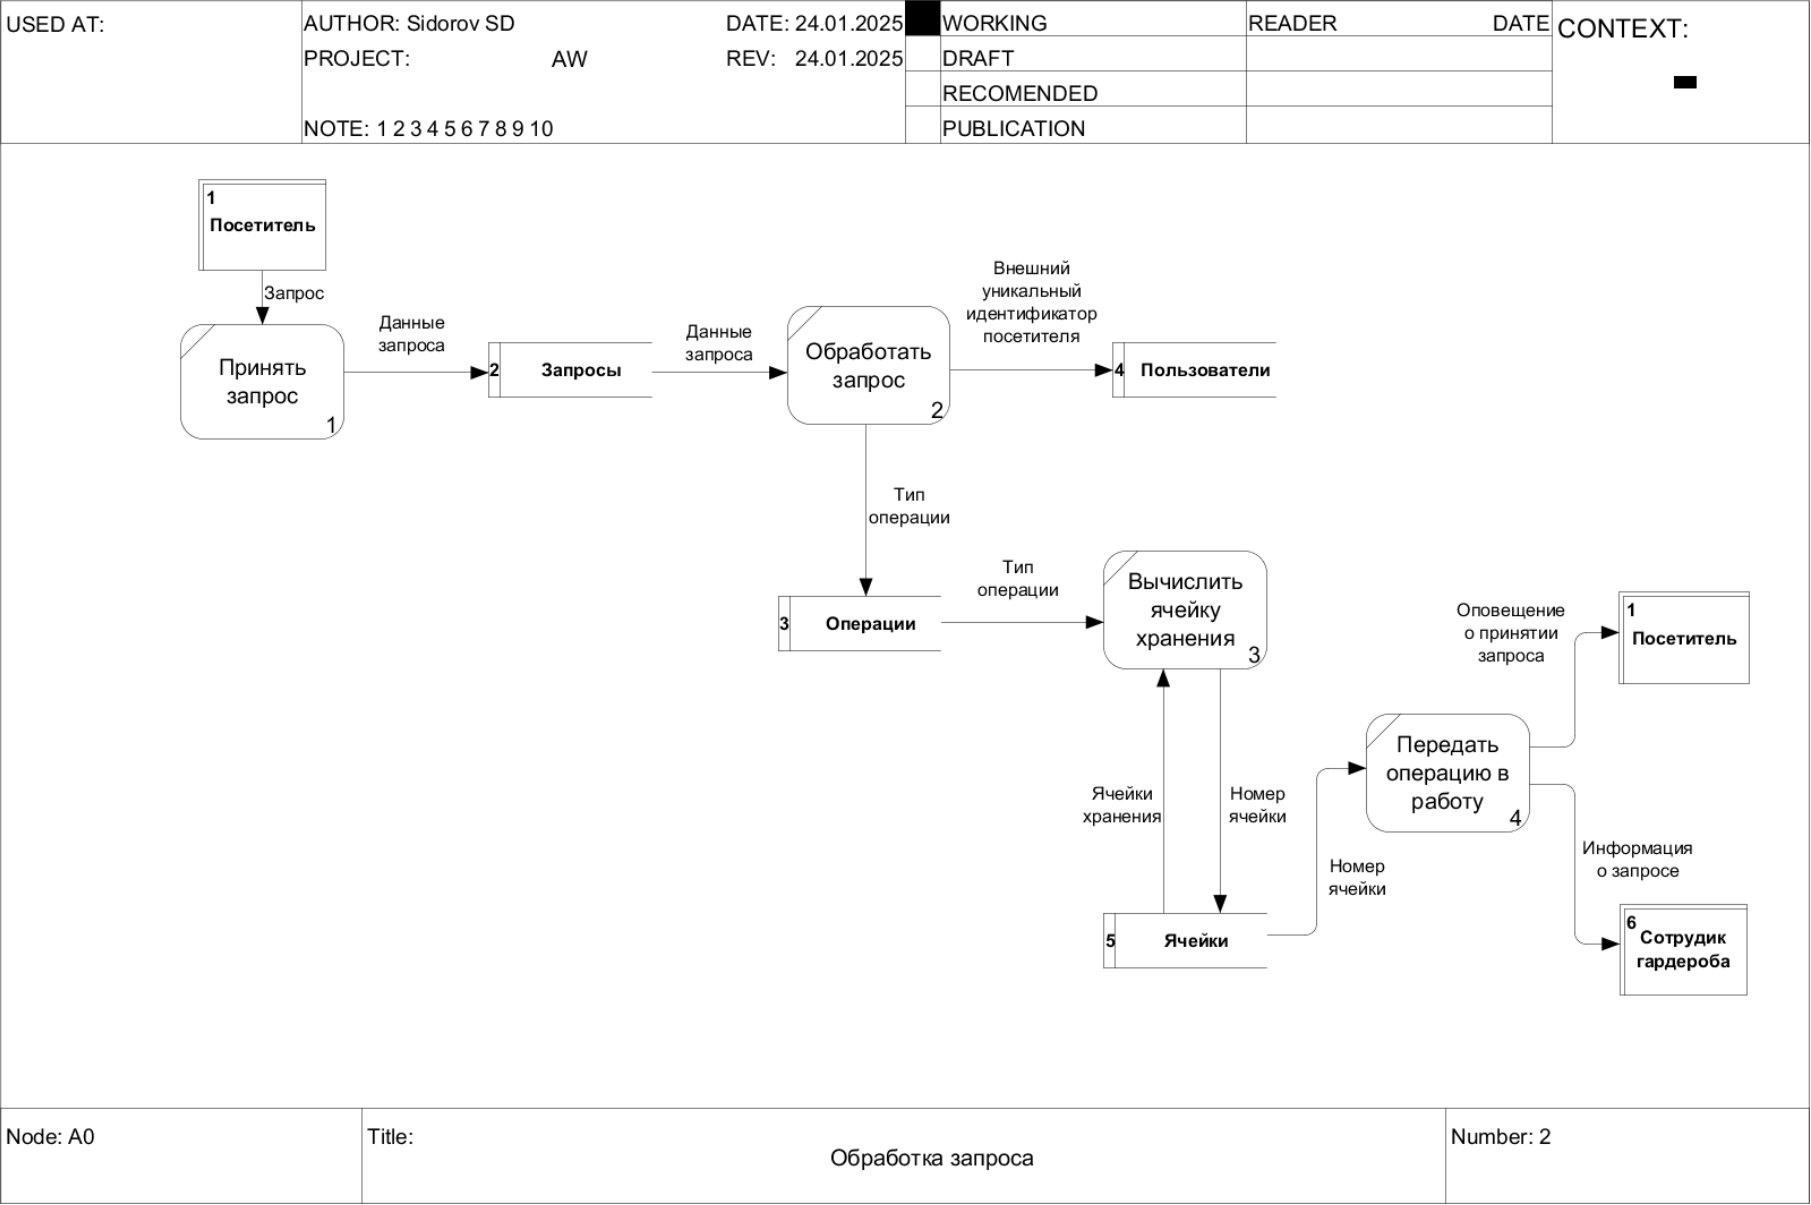 USED AT:
AUTHOR: Sidorov SD
DATE: 24.01.2025
PROJECT:
AW
REV: 24.01.2025
NOTE: 1 2 3 4 5 6 7 8 9 10
WORKING
DRAFT
RECOMENDED
PUBLICATION
READER
DATE
CONTEXT:
1
Посетитель
Запрос
Принять
запрос
1
Данные
запроса
2
Запросы
Данные
запроса
Обработать
запрос
2
Внешний
уникальный
идентификатор
посетителя
4
Пользователи
Тип
операции
3
Операции
Тип
операции
Вычислить
ячейку
хранения
3
Ячейки
хранения
Номер
ячейки
5
Ячейки
Номер
ячейки
Передать
операцию в
работу
4
Оповещение
о принятии
запроса
1
Посетитель
Информация
о запросе
6
Сотрудик
гардероба
Node: A0
Title:
Обработка запроса
Number: 2